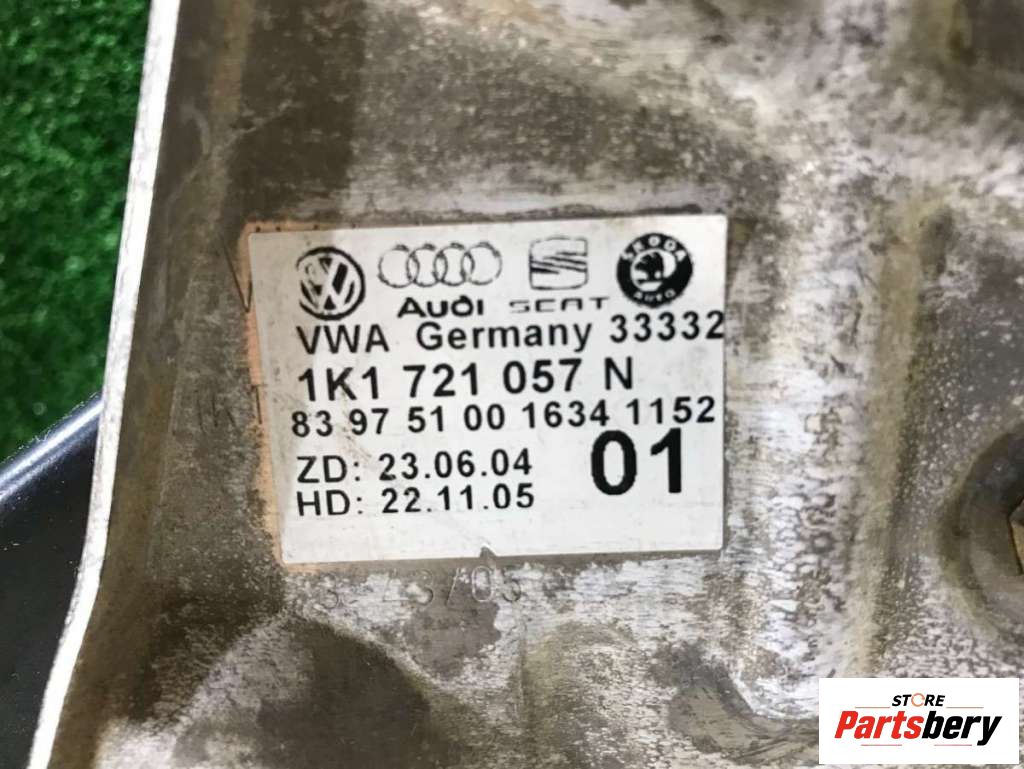 Audi SEAT ŠKODA AUTO
VWA Germany 33332
1K1 721 057 N
83 97 51 00 1634 1152
ZD: 23.06.04 01
HD: 22.11.05
STORE
Partsbery